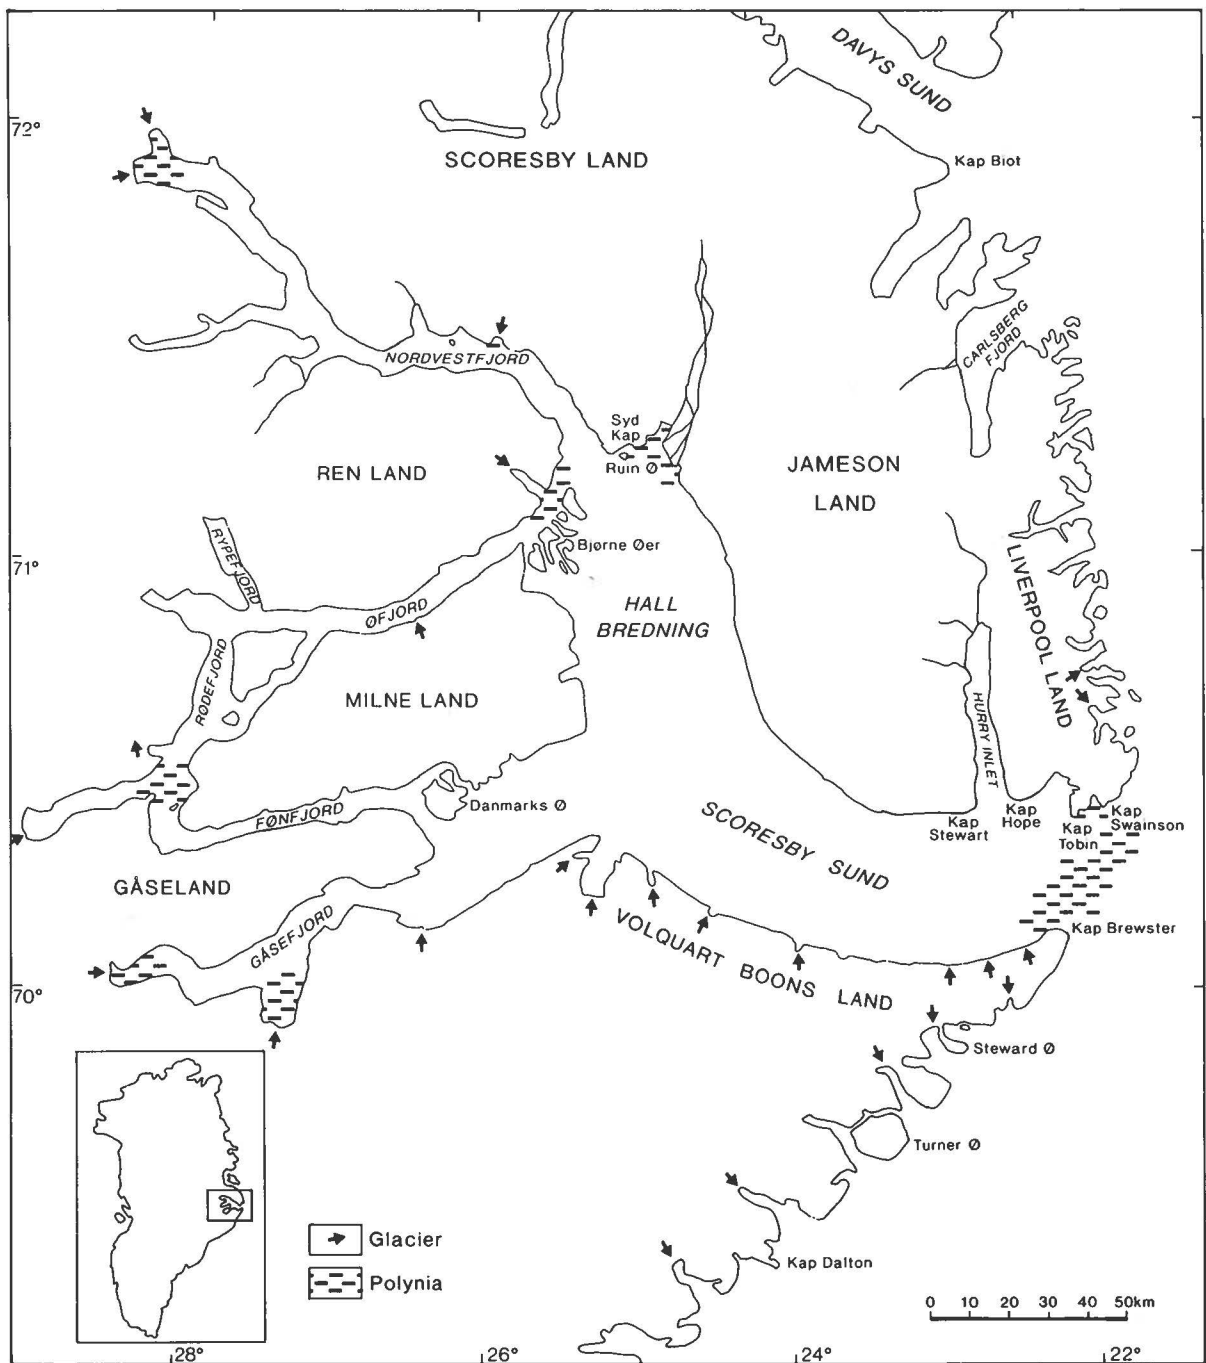 DAVYS SUND
72°
SCORESBY LAND
Kap Biot
CARLSBERG
FJORD
NORDVESTFJORD
Syd
Kap
Ruin Ø
JAMESON
LAND
REN LAND
RYPEFJORD
Bjørne Øer
71°
LIVERPOOL LAND
HALL
BREDNING
ØFJORD
RØDEFJORD
MILNE LAND
HURRY INLET
Danmarks Ø
FØNFJORD
SCORESBY SUND
Kap
Stewart
Kap
Hope
Kap
Tobin
Kap
Swainson
GÅSELAND
GÅSEFJORD
VOLQUART BOONS LAND
Kap Brewster
70°
Steward Ø
Turner Ø
Glacier
Polynia
Kap Dalton
0 10 20 30 40 50km
28° 26° 24° 22°